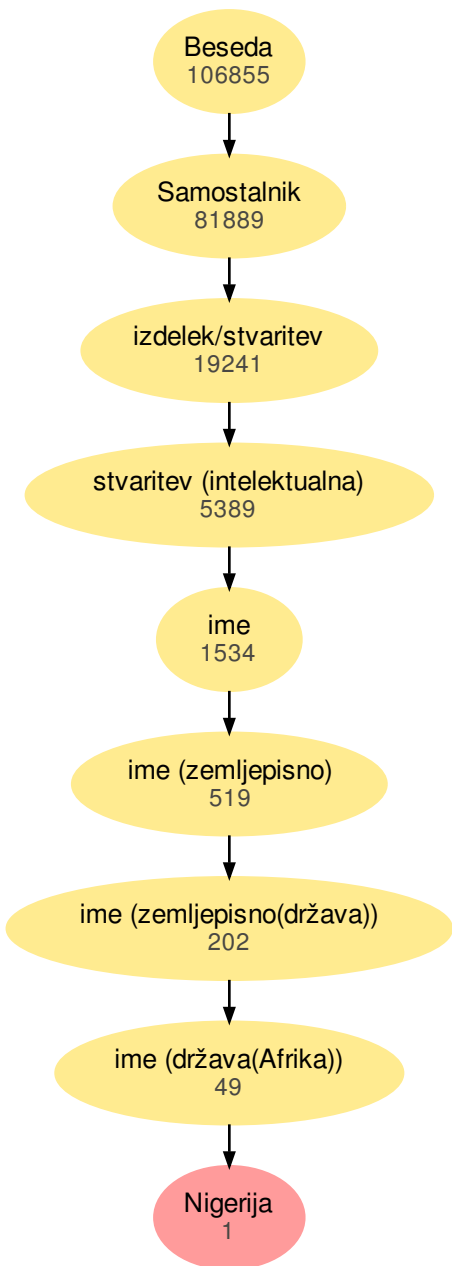 Beseda
106855
Samostalnik
81889
izdelek/stvaritev
19241
stvaritev (intelektualna)
5389
ime
1534
ime (zemljepisno)
519
ime (zemljepisno(država))
202
ime (država(Afrika))
49
Nigerija
1